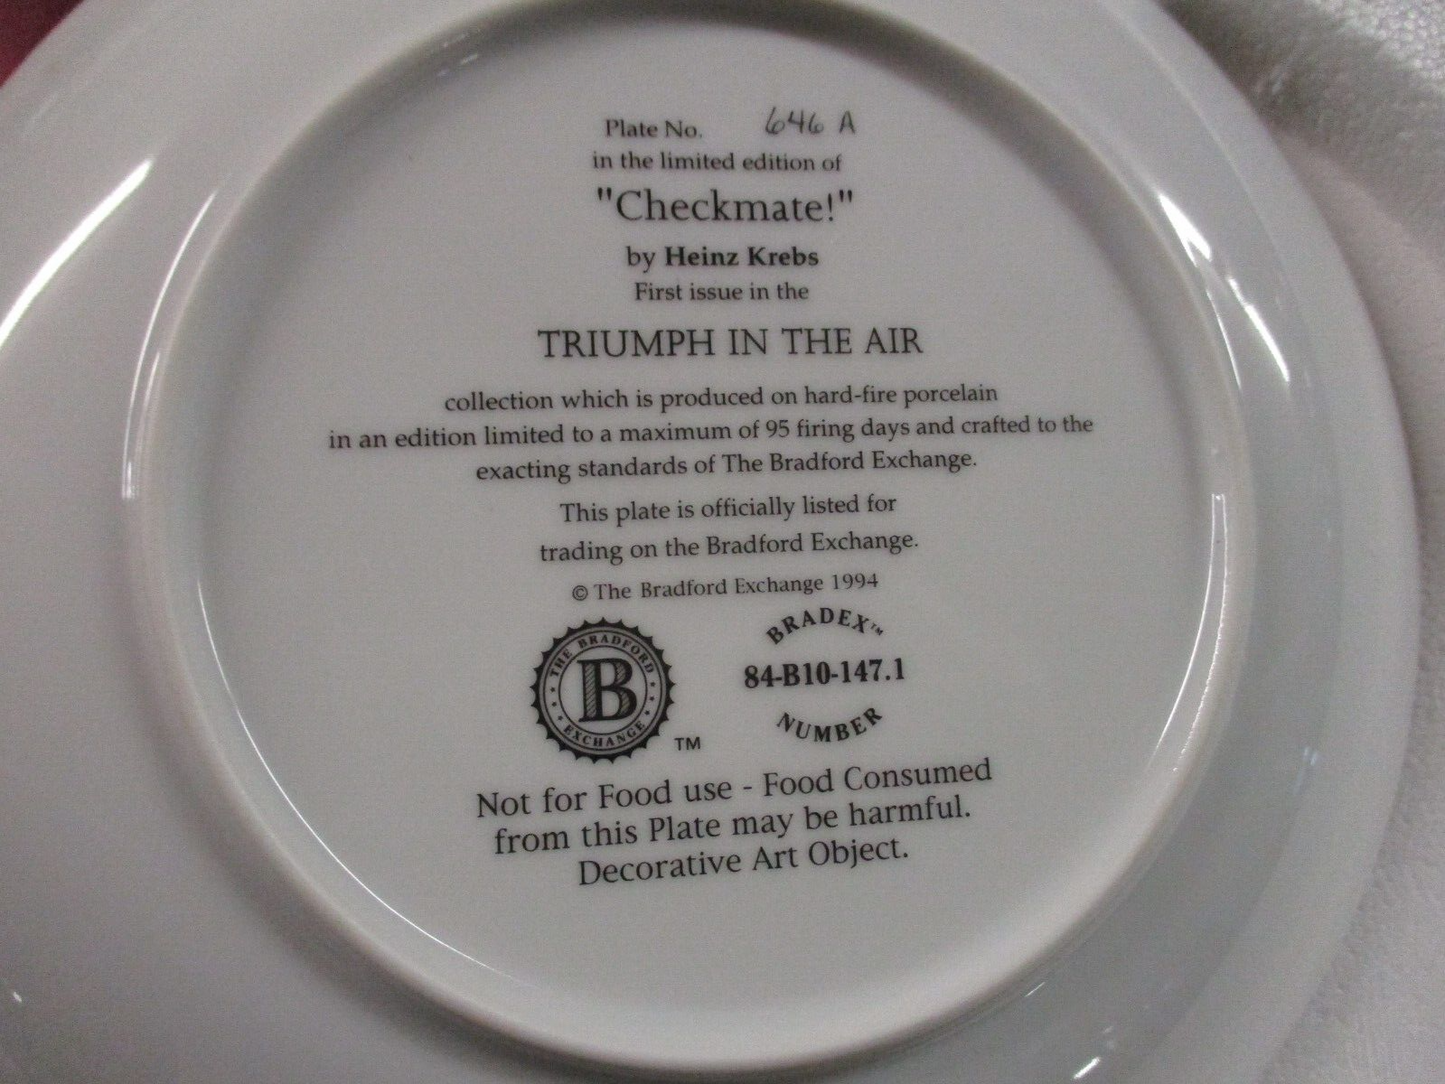 Plate No. 646 A
in the limited edition of
"Checkmate!"
by Heinz Krebs
First issue in the
TRIUMPH IN THE AIR
collection which is produced on hard-fire porcelain
in an edition limited to a maximum of 95 firing days and crafted to the
exacting standards of The Bradford Exchange.
This plate is officially listed for
trading on the Bradford Exchange.
© The Bradford Exchange 1994
THE BRADFORD
B
EXCHANGE
TM
BRADEX™
84-B10-147.1
NUMBER
Not for Food use - Food Consumed
from this Plate may be harmful.
Decorative Art Object.